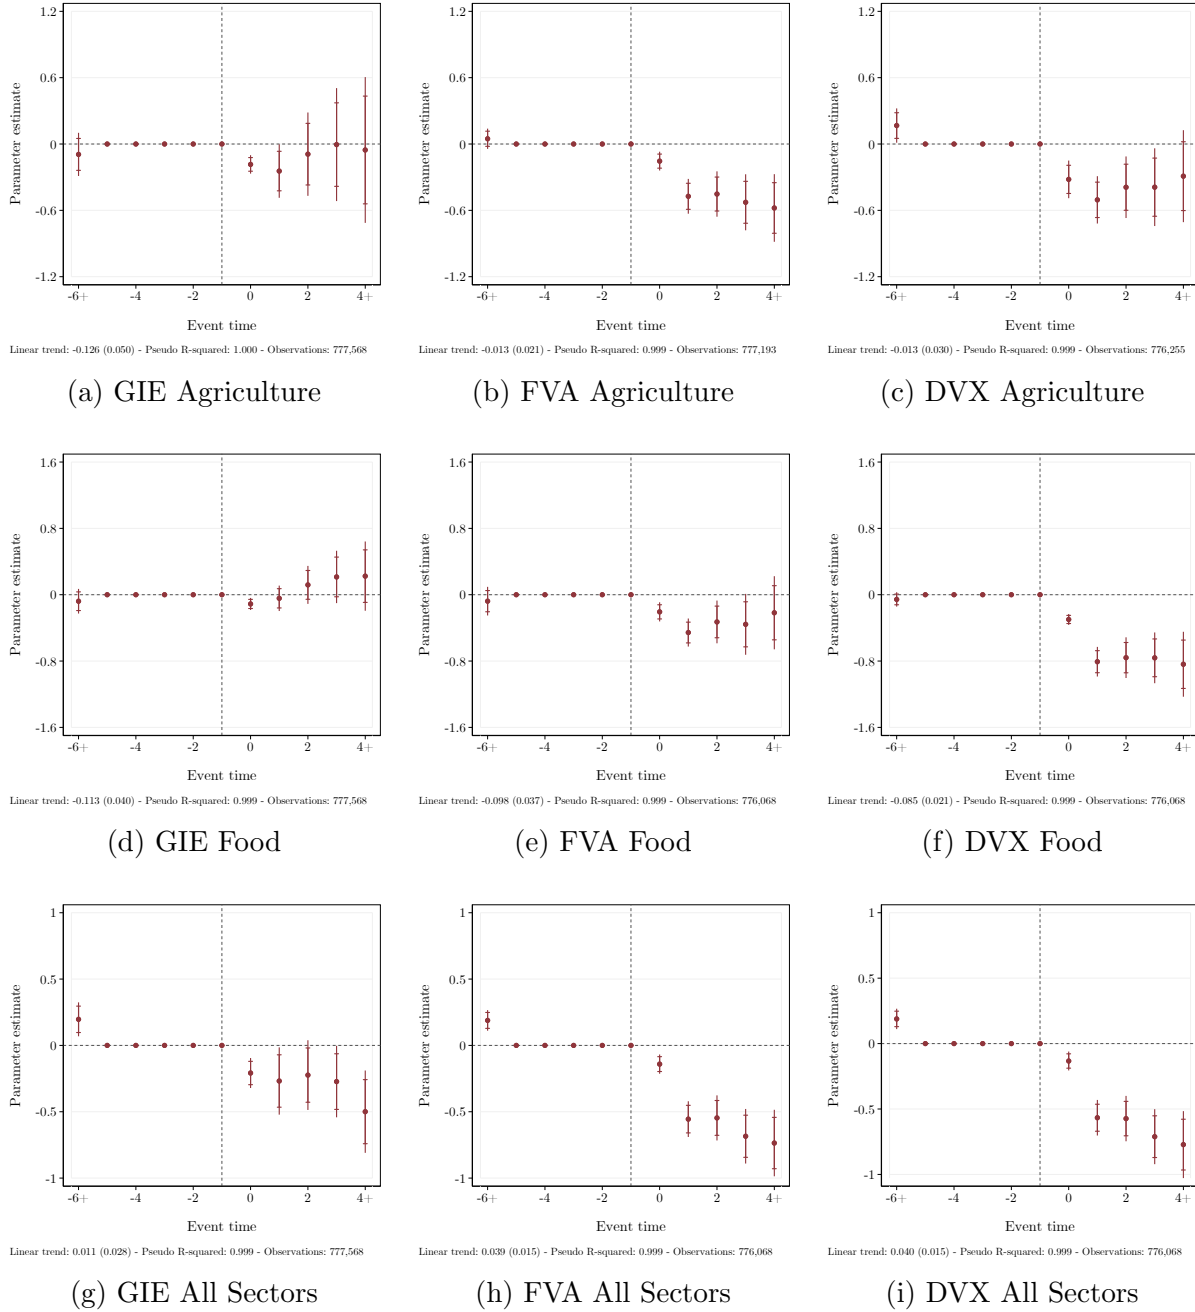 1.2
0.6
0
-0.6
-1.2
Parameter estimate
-6+ -4 -2 0 2 4+
Event time
Linear trend: -0.126 (0.050) - Pseudo R-squared: 1.000 - Observations: 777,568
(a) GIE Agriculture
1.2
0.6
0
-0.6
-1.2
Parameter estimate
-6+ -4 -2 0 2 4+
Event time
Linear trend: -0.013 (0.021) - Pseudo R-squared: 0.999 - Observations: 777,193
(b) FVA Agriculture
1.2
0.6
0
-0.6
-1.2
Parameter estimate
-6+ -4 -2 0 2 4+
Event time
Linear trend: -0.013 (0.030) - Pseudo R-squared: 0.999 - Observations: 776,255
(c) DVX Agriculture
1.6
0.8
0
-0.8
-1.6
Parameter estimate
-6+ -4 -2 0 2 4+
Event time
Linear trend: -0.113 (0.040) - Pseudo R-squared: 0.999 - Observations: 777,568
(d) GIE Food
1.6
0.8
0
-0.8
-1.6
Parameter estimate
-6+ -4 -2 0 2 4+
Event time
Linear trend: -0.098 (0.037) - Pseudo R-squared: 0.999 - Observations: 776,068
(e) FVA Food
1.6
0.8
0
-0.8
-1.6
Parameter estimate
-6+ -4 -2 0 2 4+
Event time
Linear trend: -0.085 (0.021) - Pseudo R-squared: 0.999 - Observations: 776,068
(f) DVX Food
1
0.5
0
-0.5
-1
Parameter estimate
-6+ -4 -2 0 2 4+
Event time
Linear trend: 0.011 (0.028) - Pseudo R-squared: 0.999 - Observations: 777,568
(g) GIE All Sectors
1
0.5
0
-0.5
-1
Parameter estimate
-6+ -4 -2 0 2 4+
Event time
Linear trend: 0.039 (0.015) - Pseudo R-squared: 0.999 - Observations: 776,068
(h) FVA All Sectors
1
0.5
0
-0.5
-1
Parameter estimate
-6+ -4 -2 0 2 4+
Event time
Linear trend: 0.040 (0.015) - Pseudo R-squared: 0.999 - Observations: 776,068
(i) DVX All Sectors